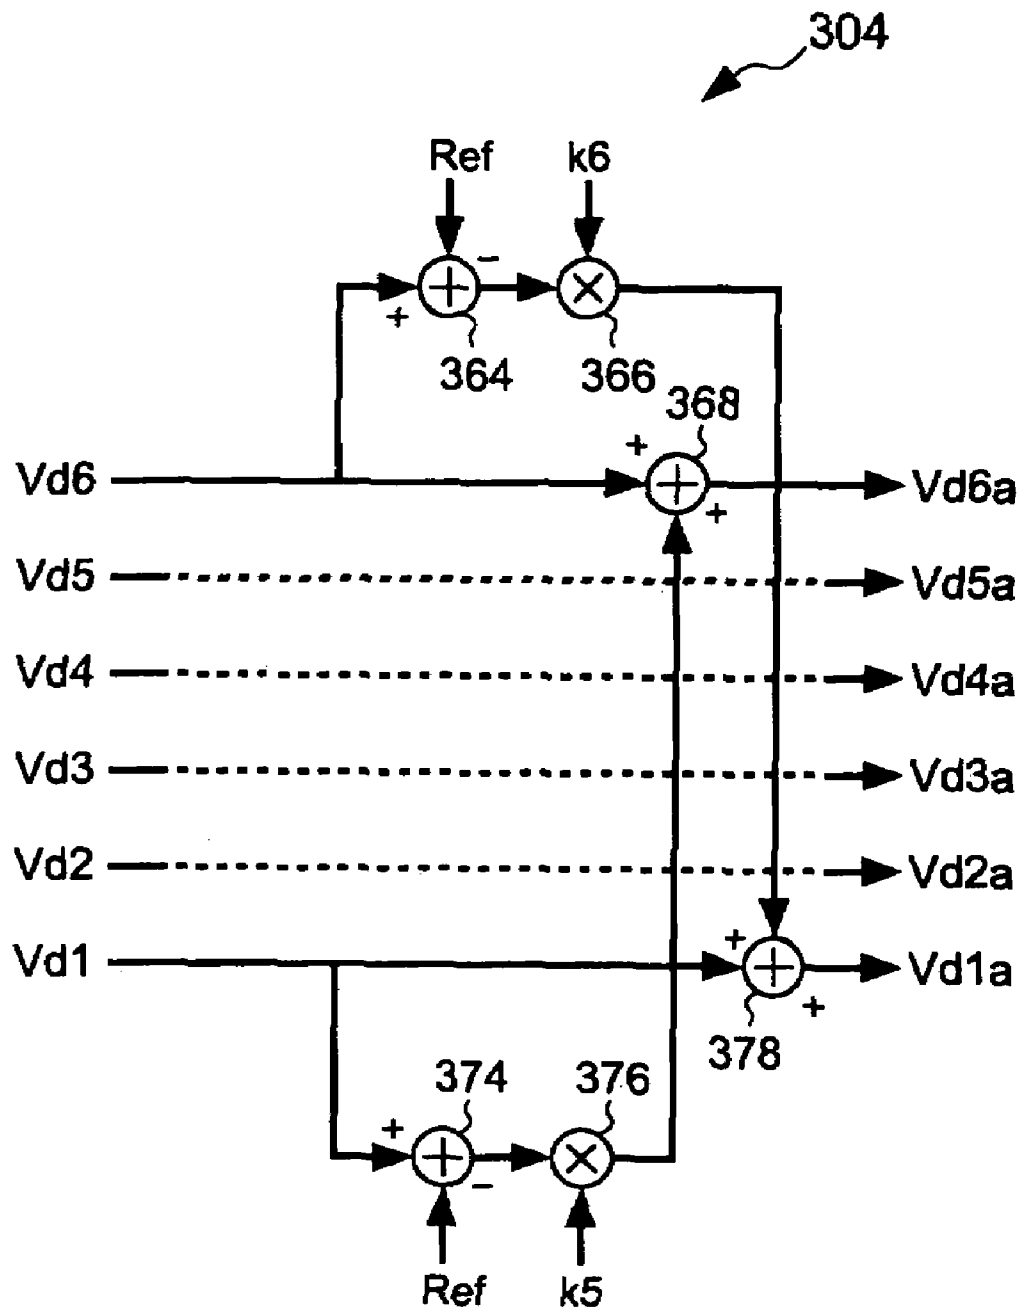 304
Ref k6
−
+
364 366
368
+
Vd6 Vd6a
+
Vd5 Vd5a
Vd4 Vd4a
Vd3 Vd3a
Vd2 Vd2a
+
Vd1 Vd1a
+
378
374 376
+
−
Ref k5